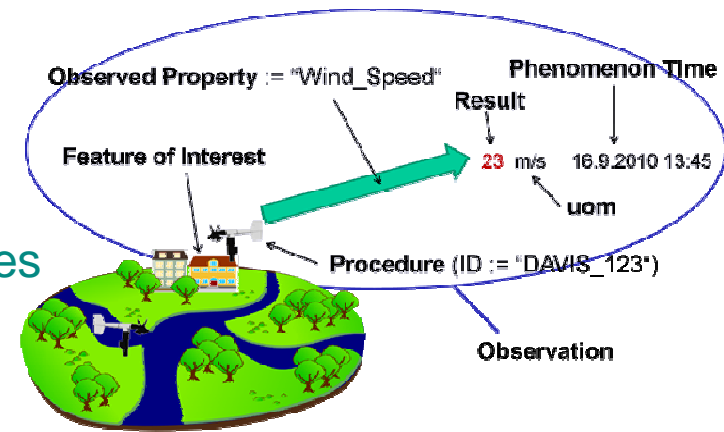 Observed Property := "Wind_Speed"
Phenomenon Time
Result
Feature of Interest
23 m/s 16.9.2010 13:45
uom
es
Procedure (ID := "DAVIS_123")
Observation